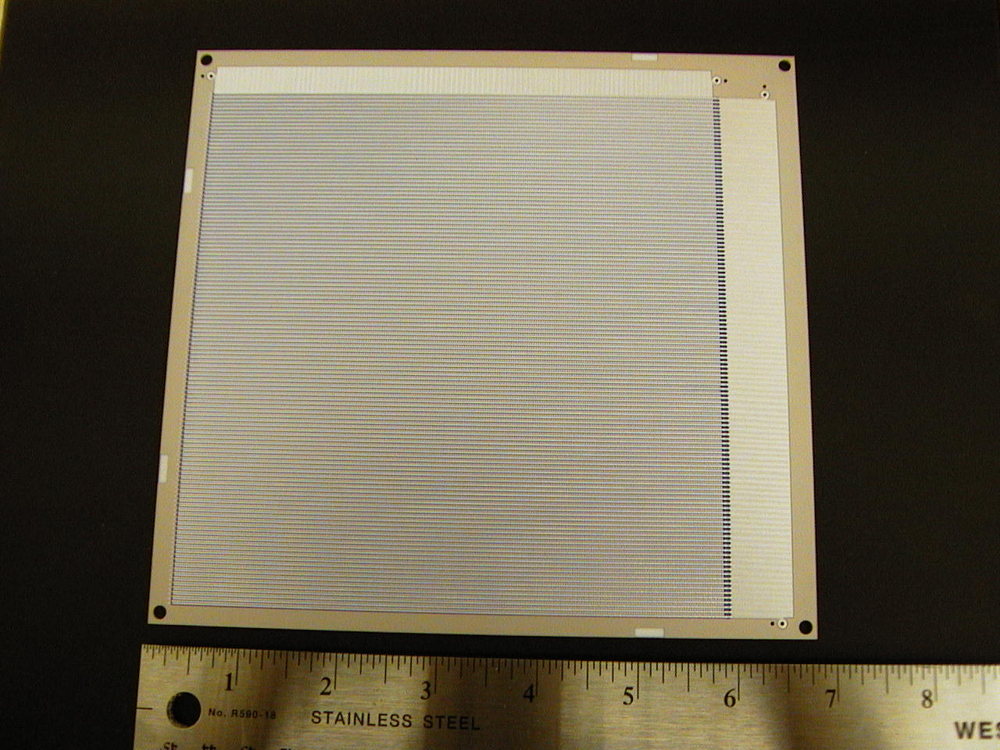 1 2 3 4 5 6 7 8
No. R590-18 STAINLESS STEEL WES